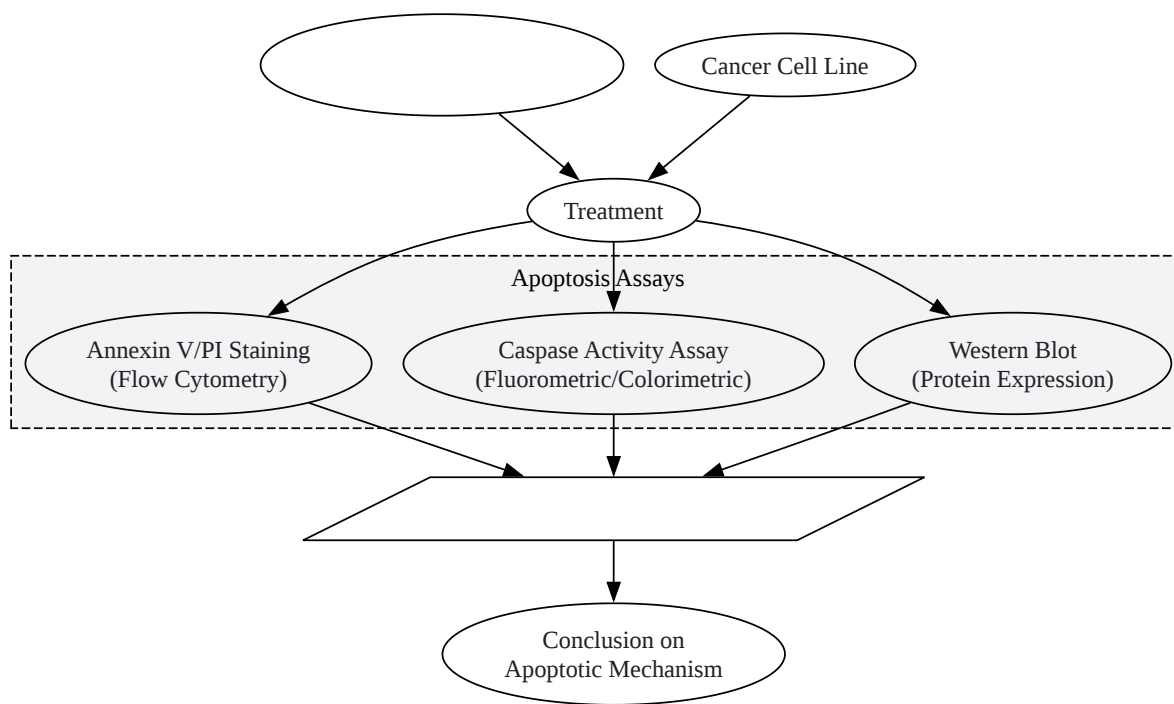 Cancer Cell Line
Treatment
Apoptosis Assays
Annexin V/PI Staining
(Flow Cytometry)
Caspase Activity Assay
(Fluorometric/Colorimetric)
Western Blot
(Protein Expression)
Conclusion on
Apoptotic Mechanism